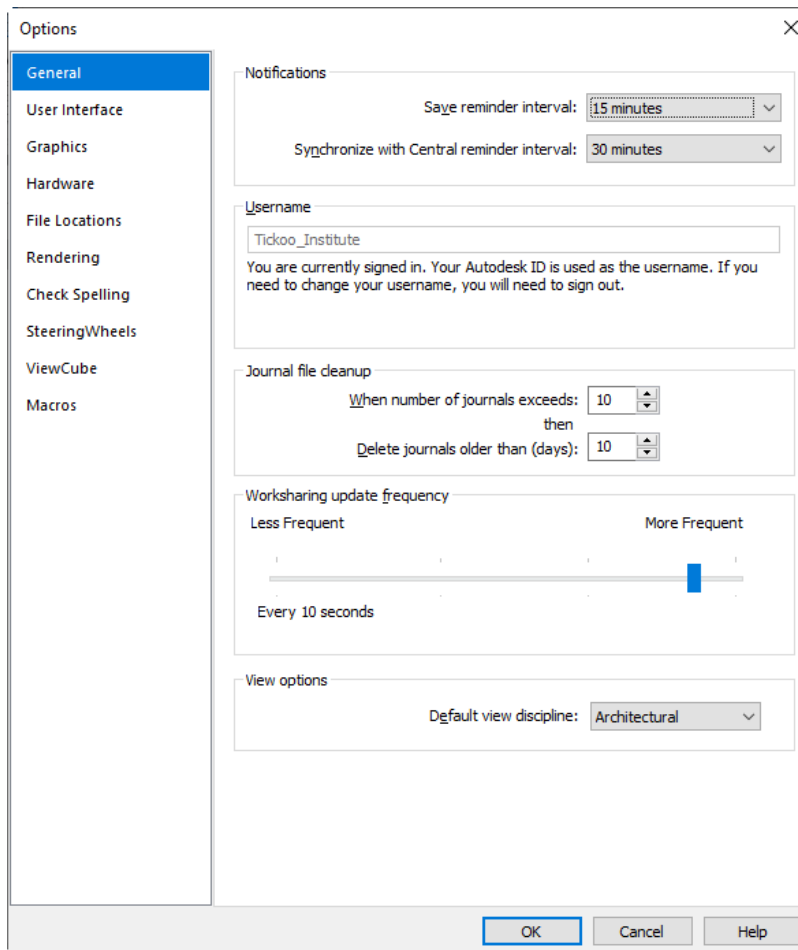 Options
General
User Interface
Graphics
Hardware
File Locations
Rendering
Check Spelling
SteeringWheels
ViewCube
Macros
Notifications
Save reminder interval: 15 minutes
Synchronize with Central reminder interval: 30 minutes
Username
Tickoo_Institute
You are currently signed in. Your Autodesk ID is used as the username. If you
need to change your username, you will need to sign out.
Journal file cleanup
When number of journals exceeds: 10
then
Delete journals older than (days): 10
Worksharing update frequency
Less Frequent More Frequent
Every 10 seconds
View options
Default view discipline: Architectural
OK Cancel Help